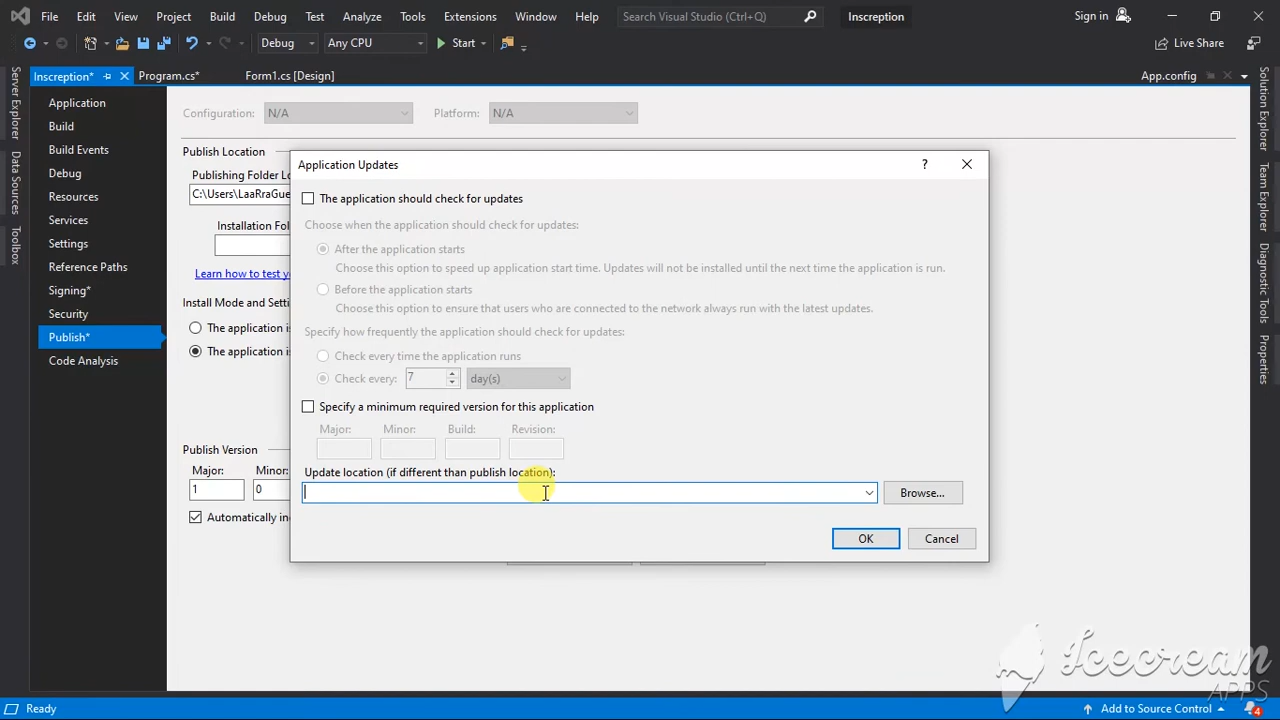 File Edit View Project Build Debug Test Analyze Tools Extensions Window Help Search Visual Studio (Ctrl+Q) Inscreption Sign in
Debug Any CPU Start Live Share
Inscreption* Program.cs* Form1.cs [Design] App.config
Server Explorer
Data Sources
Toolbox
Application
Build
Build Events
Debug
Resources
Services
Settings
Reference Paths
Signing*
Security
Publish*
Code Analysis
Configuration: N/A Platform: N/A
Publish Location
Publishing Folder Lo
C:\Users\LaaRraGue
Installation Fol
Learn how to test yo
Install Mode and Setti
The application is
The application is
Publish Version
Major: Minor:
1 0
Automatically in
Application Updates ?
The application should check for updates
Choose when the application should check for updates:
After the application starts
Choose this option to speed up application start time. Updates will not be installed until the next time the application is run.
Before the application starts
Choose this option to ensure that users who are connected to the network always run with the latest updates.
Specify how frequently the application should check for updates:
Check every time the application runs
Check every: 7 day(s)
Specify a minimum required version for this application
Major: Minor: Build: Revision:
Update location (if different than publish location):
Browse...
OK Cancel
Solution Explorer
Team Explorer
Diagnostic Tools
Properties
Icecream
APPS
Ready Add to Source Control 4